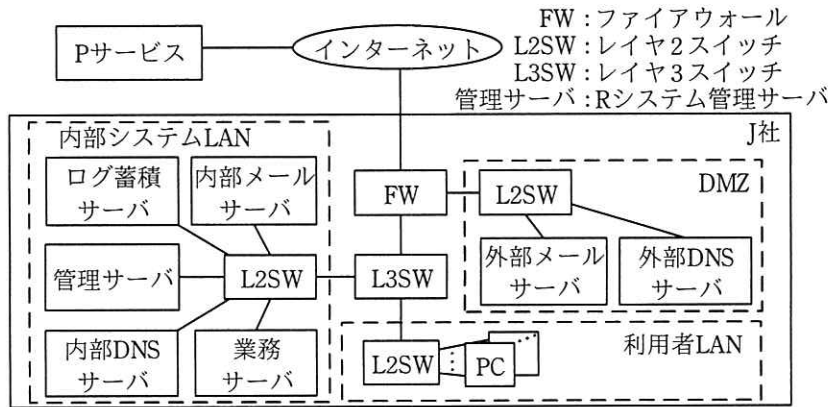 Pサービス
インターネット
FW：ファイアウォール
L2SW：レイヤ2スイッチ
L3SW：レイヤ3スイッチ
管理サーバ：Rシステム管理サーバ
J社
内部システムLAN
ログ蓄積
サーバ
内部メール
サーバ
管理サーバ
L2SW
内部DNS
サーバ
業務
サーバ
FW
L3SW
L2SW
DMZ
外部メール
サーバ
外部DNS
サーバ
L2SW
PC
利用者LAN